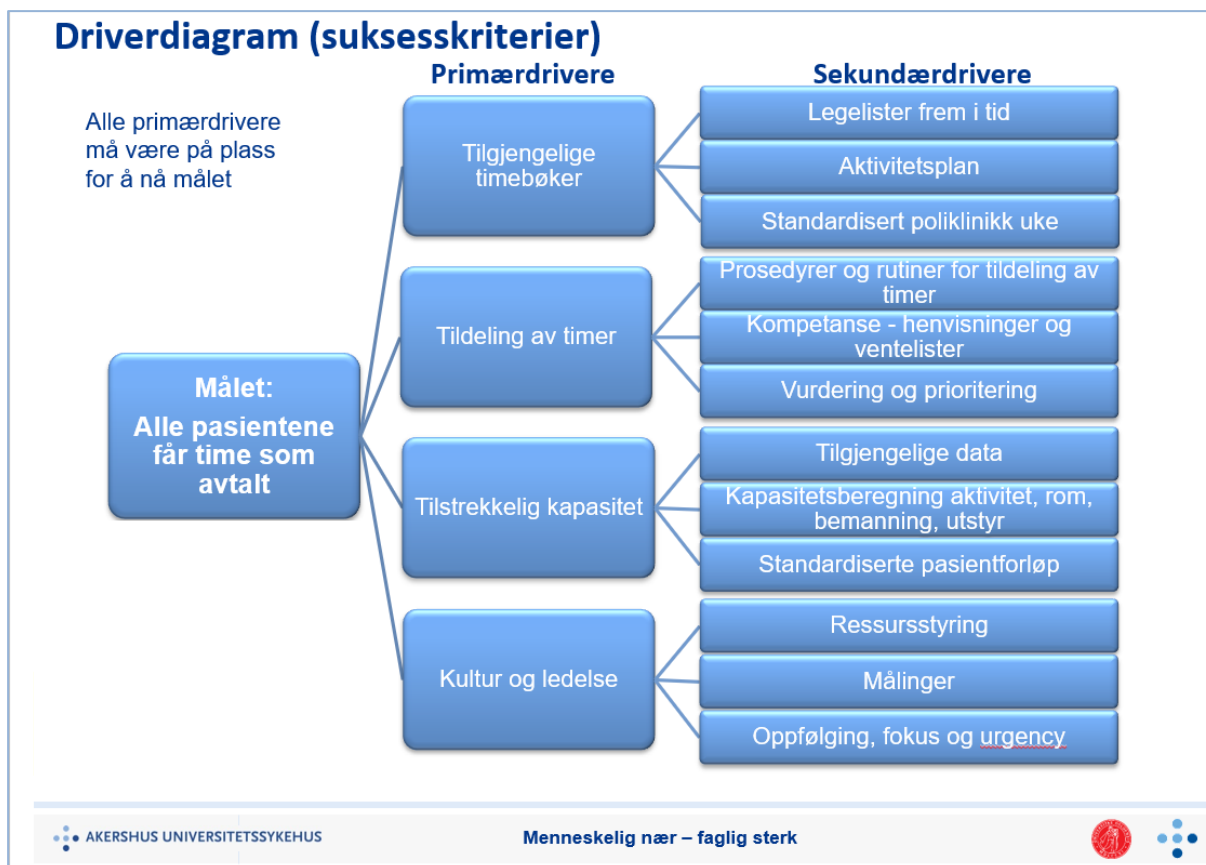 Driverdiagram (suksesskriterier)
Primærdrivere
Sekundærdrivere
Alle primærdrivere
må være på plass
for å nå målet
Målet:
Alle pasientene
får time som
avtalt
Tilgjengelige
timebøker
Legelister frem i tid
Aktivitetsplan
Standardisert poliklinikk uke
Tildeling av timer
Prosedyrer og rutiner for tildeling av
timer
Kompetanse - henvisninger og
ventelister
Vurdering og prioritering
Tilstrekkelig kapasitet
Tilgjengelige data
Kapasitetsberegning aktivitet, rom,
bemanning, utstyr
Standardiserte pasientforløp
Kultur og ledelse
Ressursstyring
Målinger
Oppfølging, fokus og urgency
AKERSHUS UNIVERSITETSSYKEHUS
Menneskelig nær – faglig sterk